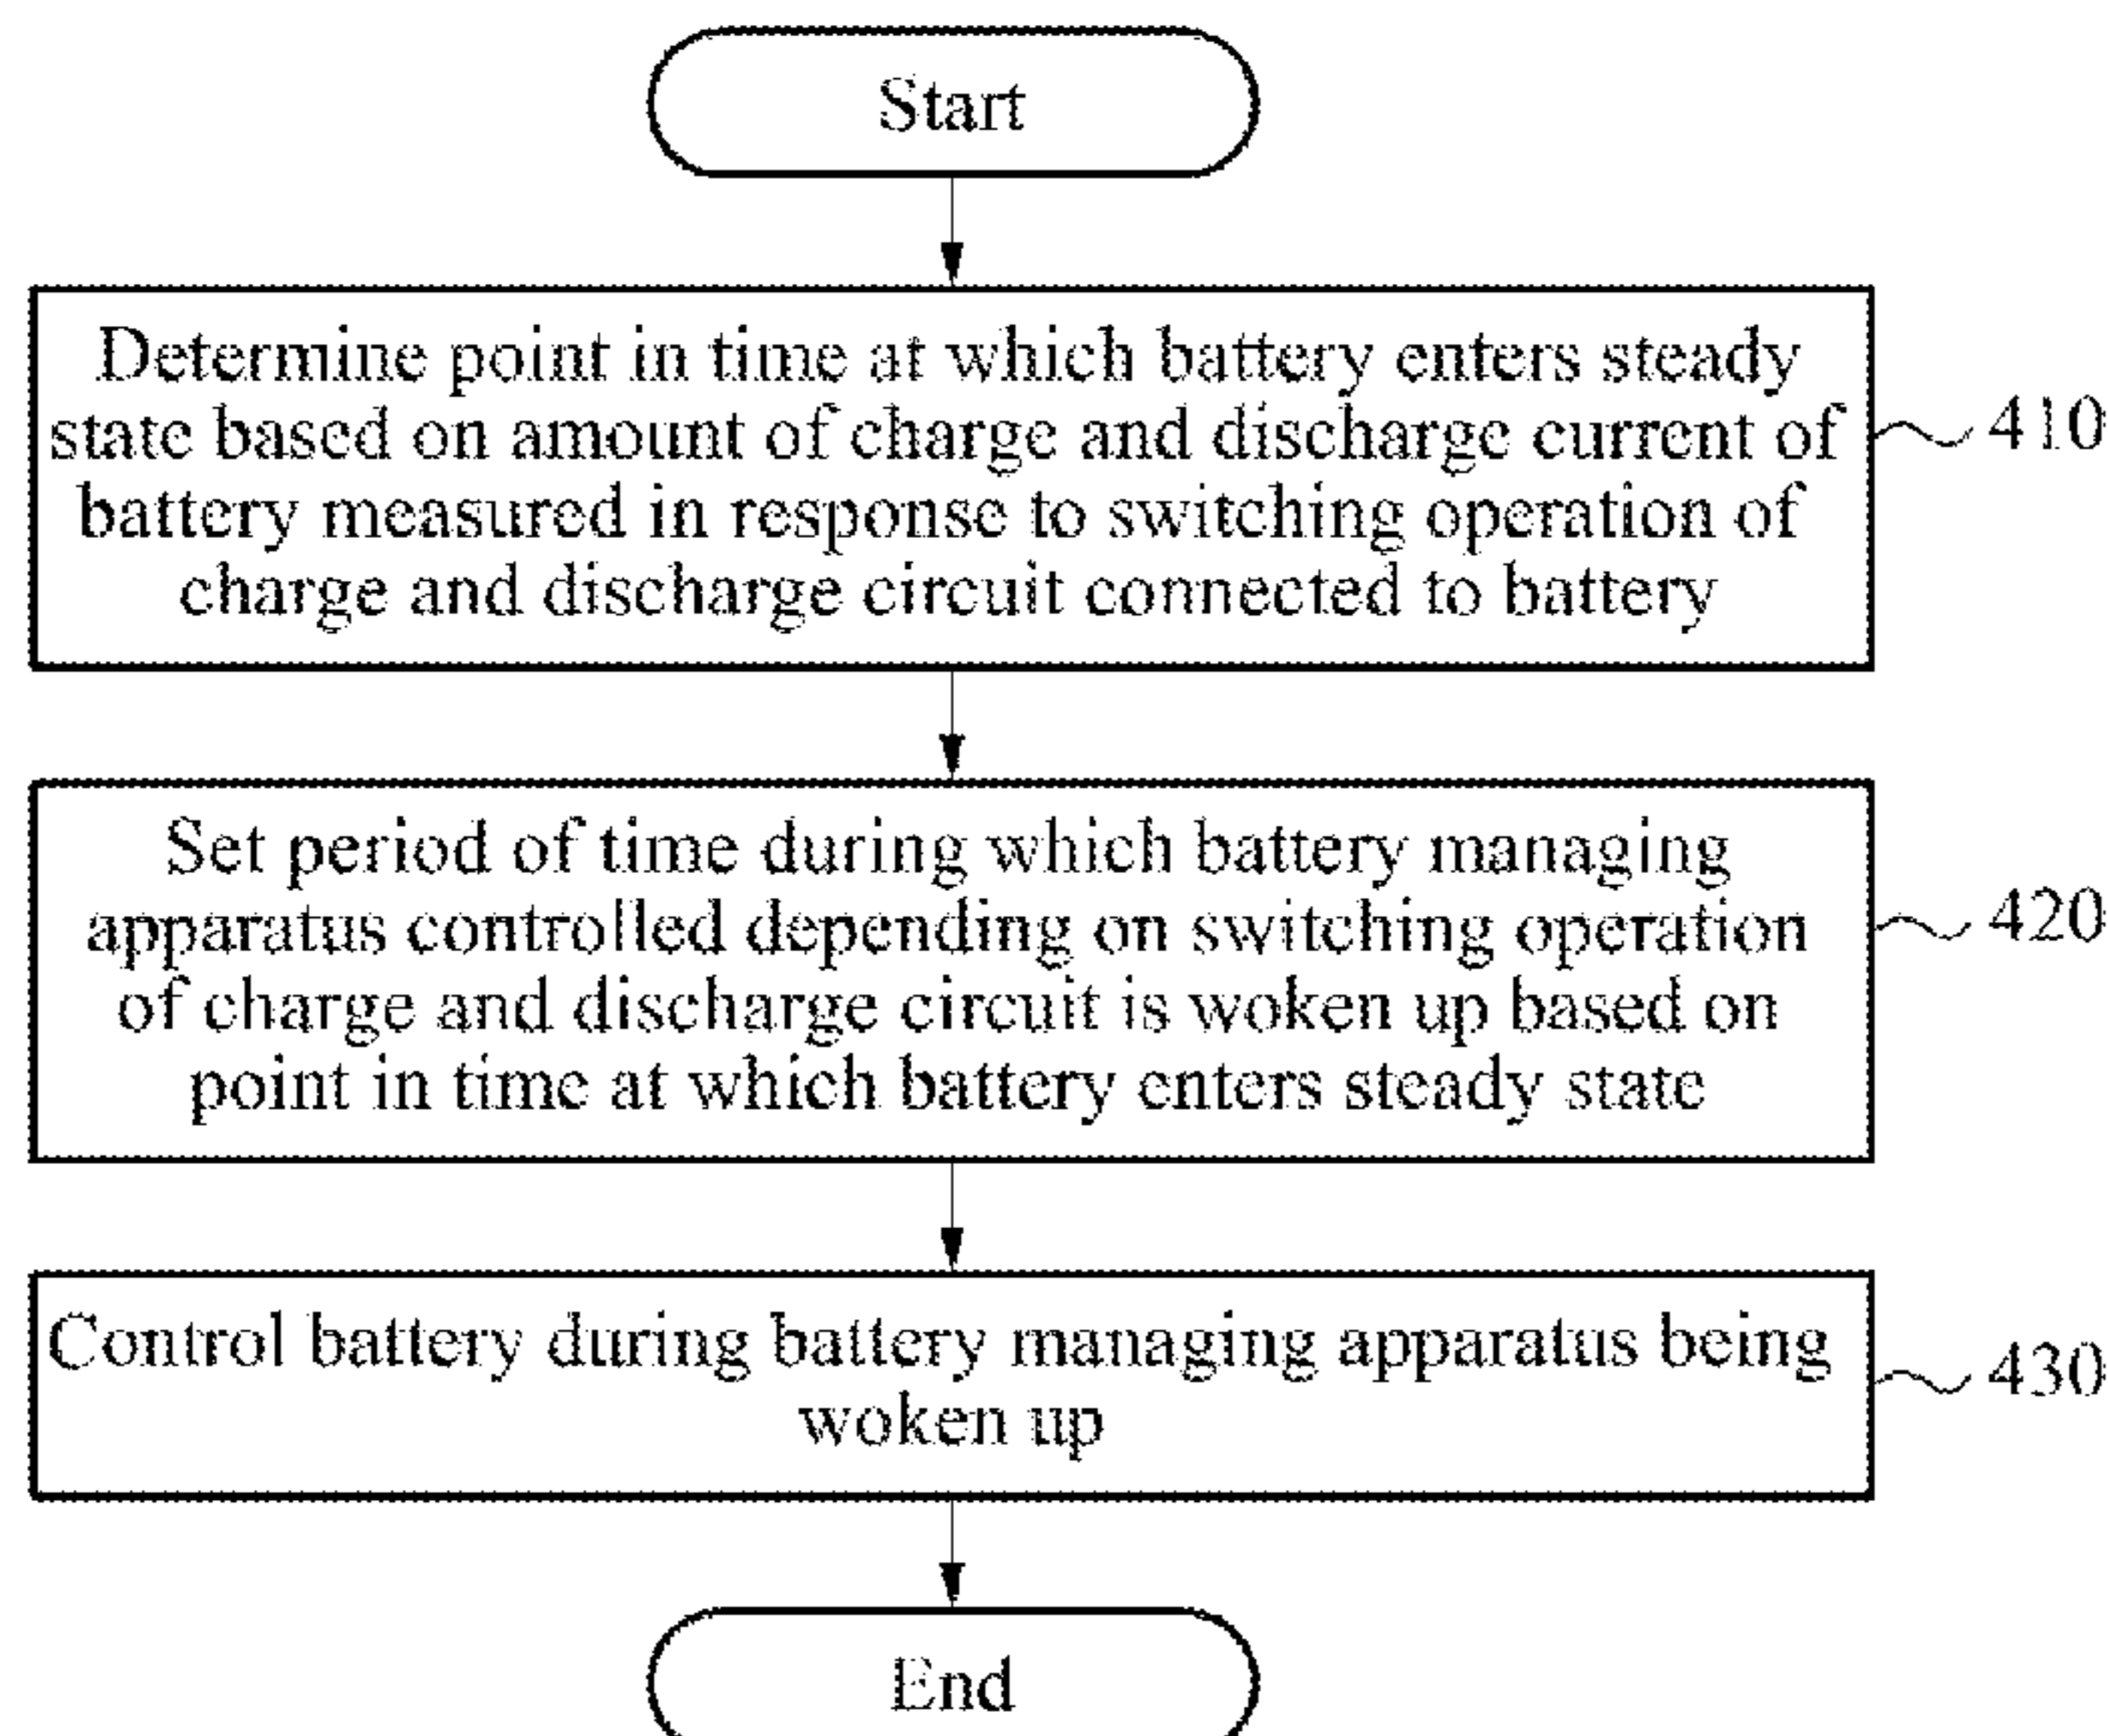 Start
Determine point in time at which battery enters steady
state based on amount of charge and discharge current of
battery measured in response to switching operation of
charge and discharge circuit connected to battery
410
Set period of time during which battery managing
apparatus controlled depending on switching operation
of charge and discharge circuit is woken up based on
point in time at which battery enters steady state
420
Control battery during battery managing apparatus being
woken up
430
End